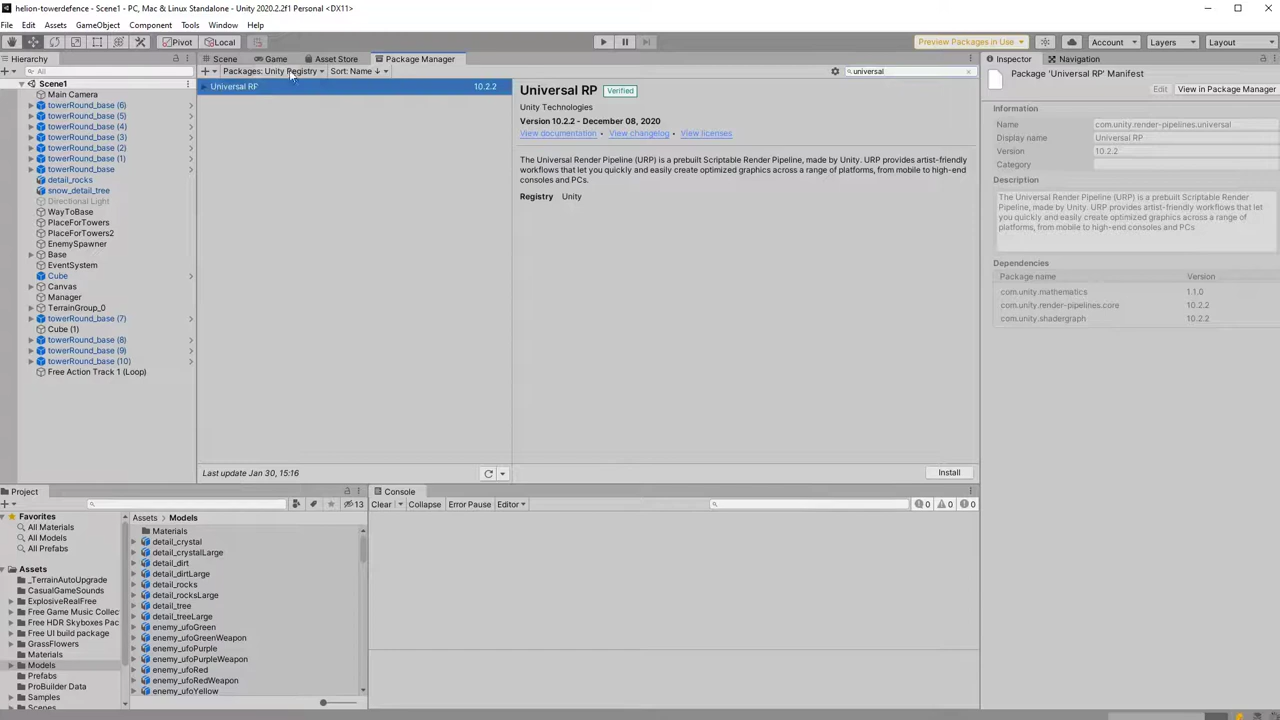 helion-towerdefence - Scene1 - PC, Mac & Linux Standalone - Unity 2020.2.2f1 Personal <DX11>
File Edit Assets GameObject Component Tools Window Help
Pivot Local Preview Packages in Use Account Layers Layout
Hierarchy
All
Scene1
Main Camera
towerRound_base (6)
towerRound_base (5)
towerRound_base (4)
towerRound_base (3)
towerRound_base (2)
towerRound_base (1)
towerRound_base
detail_rocks
snow_detail_tree
Directional Light
WayToBase
PlaceForTowers
PlaceForTowers2
EnemySpawner
Base
EventSystem
Cube
Canvas
Manager
TerrainGroup_0
towerRound_base (7)
Cube (1)
towerRound_base (8)
towerRound_base (9)
towerRound_base (10)
Free Action Track 1 (Loop)
Scene Game Asset Store Package Manager
Packages: Unity Registry Sort: Name ↓ universal
Universal RP 10.2.2
Last update Jan 30, 15:16
Universal RP Verified
Unity Technologies
Version 10.2.2 - December 08, 2020
View documentation • View changelog • View licenses
The Universal Render Pipeline (URP) is a prebuilt Scriptable Render Pipeline, made by Unity. URP provides artist-friendly
workflows that let you quickly and easily create optimized graphics across a range of platforms, from mobile to high-end
consoles and PCs.
Registry Unity
Install
Inspector Navigation
Package 'Universal RP' Manifest
Edit View in Package Manager
Information
Name com.unity.render-pipelines.universal
Display name Universal RP
Version 10.2.2
Category
Description
The Universal Render Pipeline (URP) is a prebuilt Scriptable Render
Pipeline, made by Unity. URP provides artist-friendly workflows that let
you quickly and easily create optimized graphics across a range of
platforms, from mobile to high-end consoles and PCs
Dependencies
Package name Version
com.unity.mathematics 1.1.0
com.unity.render-pipelines.core 10.2.2
com.unity.shadergraph 10.2.2
Project
13
Favorites
All Materials
All Models
All Prefabs
Assets
_TerrainAutoUpgrade
CasualGameSounds
ExplosiveRealFree
Free Game Music Collec
Free HDR Skyboxes Pac
Free UI build package
GrassFlowers
Materials
Models
Prefabs
ProBuilder Data
Samples
Scenes
Assets > Models
Materials
detail_crystal
detail_crystalLarge
detail_dirt
detail_dirtLarge
detail_rocks
detail_rocksLarge
detail_tree
detail_treeLarge
enemy_ufoGreen
enemy_ufoGreenWeapon
enemy_ufoPurple
enemy_ufoPurpleWeapon
enemy_ufoRed
enemy_ufoRedWeapon
enemy_ufoYellow
Console
Clear Collapse Error Pause Editor 0 0 0